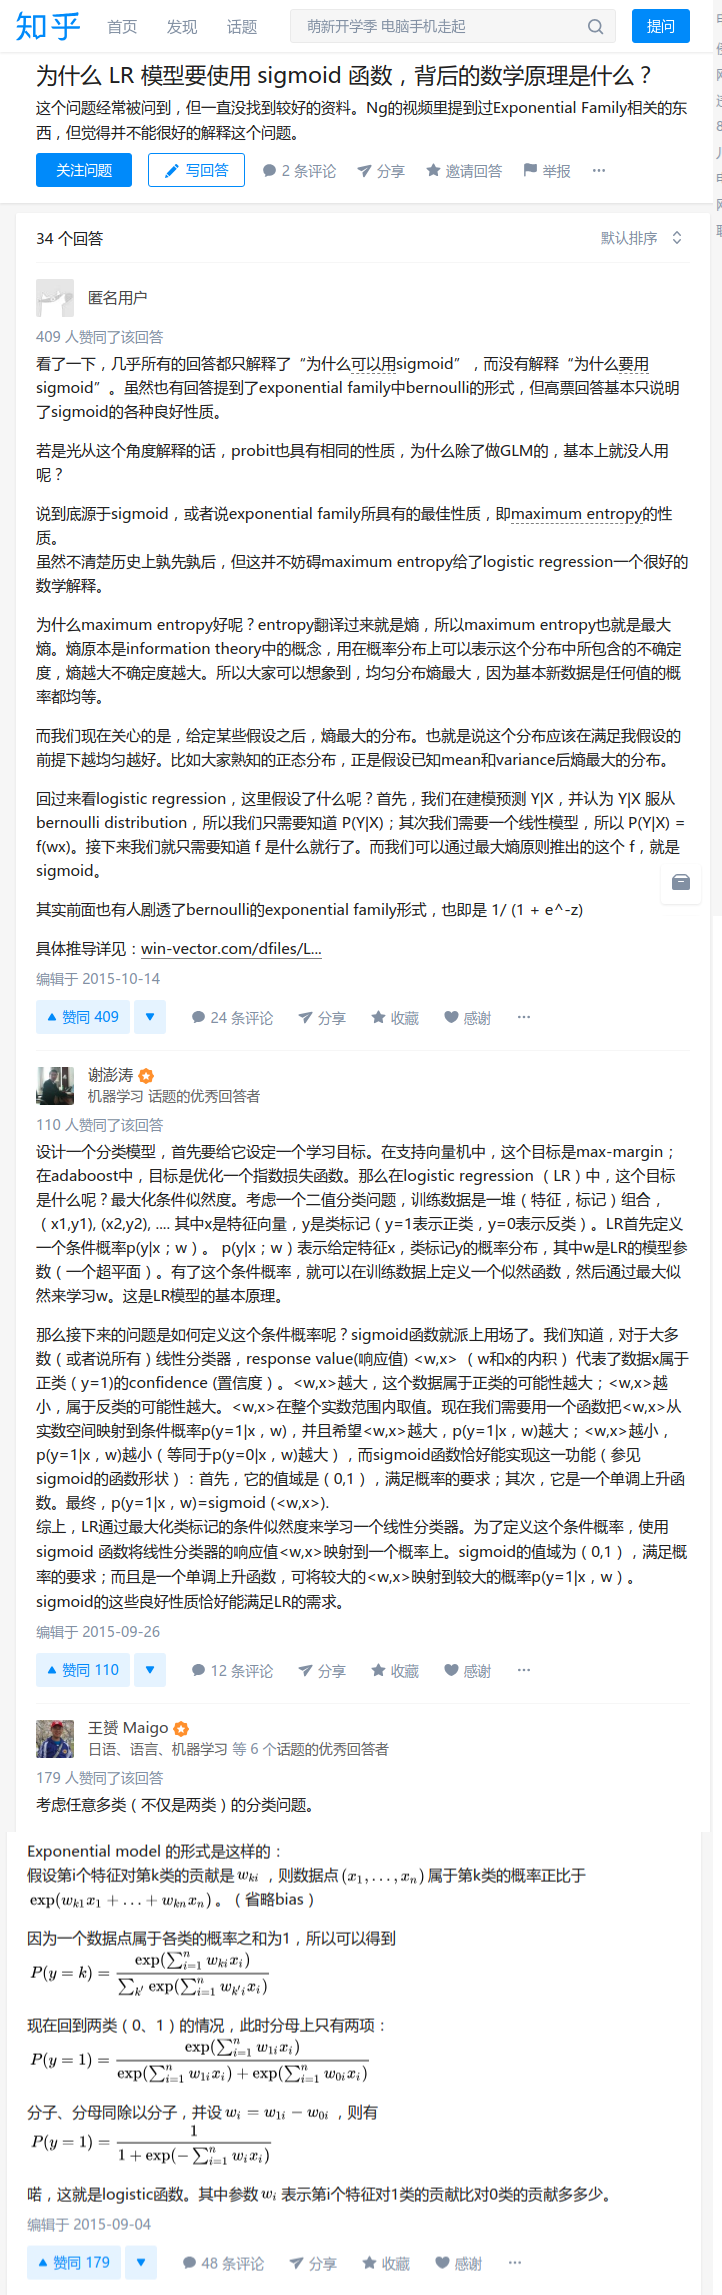 知乎 首页 发现 话题 萌新开学季 电脑手机走起 提问
为什么 LR 模型要使用 sigmoid 函数，背后的数学原理是什么？
这个问题经常被问到，但一直没找到较好的资料。Ng的视频里提到过Exponential Family相关的东
西，但觉得并不能很好的解释这个问题。
关注问题 写回答 2 条评论 分享 邀请回答 举报 ···
34 个回答 默认排序
匿名用户
409 人赞同了该回答
看了一下，几乎所有的回答都只解释了“为什么可以用sigmoid”，而没有解释“为什么要用
sigmoid”。虽然也有回答提到了exponential family中bernoulli的形式，但高票回答基本只说明
了sigmoid的各种良好性质。
若是光从这个角度解释的话，probit也具有相同的性质，为什么除了做GLM的，基本上就没人用
呢？
说到底源于sigmoid，或者说exponential family所具有的最佳性质，即maximum entropy的性
质。
虽然不清楚历史上孰先孰后，但这并不妨碍maximum entropy给了logistic regression一个很好的
数学解释。
为什么maximum entropy好呢？entropy翻译过来就是熵，所以maximum entropy也就是最大
熵。熵原本是information theory中的概念，用在概率分布上可以表示这个分布中所包含的不确定
度，熵越大不确定度越大。所以大家可以想象到，均匀分布熵最大，因为基本新数据是任何值的概
率都均等。
而我们现在关心的是，给定某些假设之后，熵最大的分布。也就是说这个分布应该在满足我假设的
前提下越均匀越好。比如大家熟知的正态分布，正是假设已知mean和variance后熵最大的分布。
回过来看logistic regression，这里假设了什么呢？首先，我们在建模预测 Y|X，并认为 Y|X 服从
bernoulli distribution，所以我们只需要知道 P(Y|X)；其次我们需要一个线性模型，所以 P(Y|X) =
f(wx)。接下来我们就只需要知道 f 是什么就行了。而我们可以通过最大熵原则推出的这个 f，就是
sigmoid。
其实前面也有人剧透了bernoulli的exponential family形式，也即是 1/ (1 + e^-z)
具体推导详见：win-vector.com/dfiles/L...
编辑于 2015-10-14
赞同 409 24 条评论 分享 收藏 感谢 ···
谢澎涛
机器学习 话题的优秀回答者
110 人赞同了该回答
设计一个分类模型，首先要给它设定一个学习目标。在支持向量机中，这个目标是max-margin；
在adaboost中，目标是优化一个指数损失函数。那么在logistic regression （LR）中，这个目标
是什么呢？最大化条件似然度。考虑一个二值分类问题，训练数据是一堆（特征，标记）组合，
（x1,y1), (x2,y2), .... 其中x是特征向量，y是类标记（y=1表示正类，y=0表示反类）。LR首先定义
一个条件概率p(y|x；w）。 p(y|x；w）表示给定特征x，类标记y的概率分布，其中w是LR的模型参
数（一个超平面）。有了这个条件概率，就可以在训练数据上定义一个似然函数，然后通过最大似
然来学习w。这是LR模型的基本原理。
那么接下来的问题是如何定义这个条件概率呢？sigmoid函数就派上用场了。我们知道，对于大多
数（或者说所有）线性分类器，response value(响应值) <w,x> （w和x的内积） 代表了数据x属于
正类（y=1)的confidence (置信度）。<w,x>越大，这个数据属于正类的可能性越大；<w,x>越
小，属于反类的可能性越大。<w,x>在整个实数范围内取值。现在我们需要用一个函数把<w,x>从
实数空间映射到条件概率p(y=1|x，w)，并且希望<w,x>越大，p(y=1|x，w)越大；<w,x>越小，
p(y=1|x，w)越小（等同于p(y=0|x，w)越大），而sigmoid函数恰好能实现这一功能（参见
sigmoid的函数形状）：首先，它的值域是（0,1），满足概率的要求；其次，它是一个单调上升函
数。最终，p(y=1|x，w)=sigmoid (<w,x>).
综上，LR通过最大化类标记的条件似然度来学习一个线性分类器。为了定义这个条件概率，使用
sigmoid 函数将线性分类器的响应值<w,x>映射到一个概率上。sigmoid的值域为（0,1），满足概
率的要求；而且是一个单调上升函数，可将较大的<w,x>映射到较大的概率p(y=1|x，w）。
sigmoid的这些良好性质恰好能满足LR的需求。
编辑于 2015-09-26
赞同 110 12 条评论 分享 收藏 感谢 ···
王赟 Maigo
日语、语言、机器学习 等 6 个话题的优秀回答者
179 人赞同了该回答
考虑任意多类（不仅是两类）的分类问题。
Exponential model 的形式是这样的：
假设第i个特征对第k类的贡献是 w_{ki} ，则数据点 (x_1, . . . , x_n) 属于第k类的概率正比于
exp(w_{k1}x_1 + . . . + w_{kn}x_n) 。（省略bias）
因为一个数据点属于各类的概率之和为1，所以可以得到
P(y = k) = \frac{exp(∑_{i=1}^n w_{ki}x_i)}{∑_{k'} exp(∑_{i=1}^n w_{k'i}x_i)}
现在回到两类（0、1）的情况，此时分母上只有两项：
P(y = 1) = \frac{exp(∑_{i=1}^n w_{1i}x_i)}{exp(∑_{i=1}^n w_{1i}x_i) + exp(∑_{i=1}^n w_{0i}x_i)}
分子、分母同除以分子，并设 w_i = w_{1i} − w_{0i} ，则有
P(y = 1) = \frac{1}{1 + exp(−∑_{i=1}^n w_i x_i)}
喏，这就是logistic函数。其中参数 w_i 表示第i个特征对1类的贡献比对0类的贡献多多少。
编辑于 2015-09-04
赞同 179 48 条评论 分享 收藏 感谢 ···